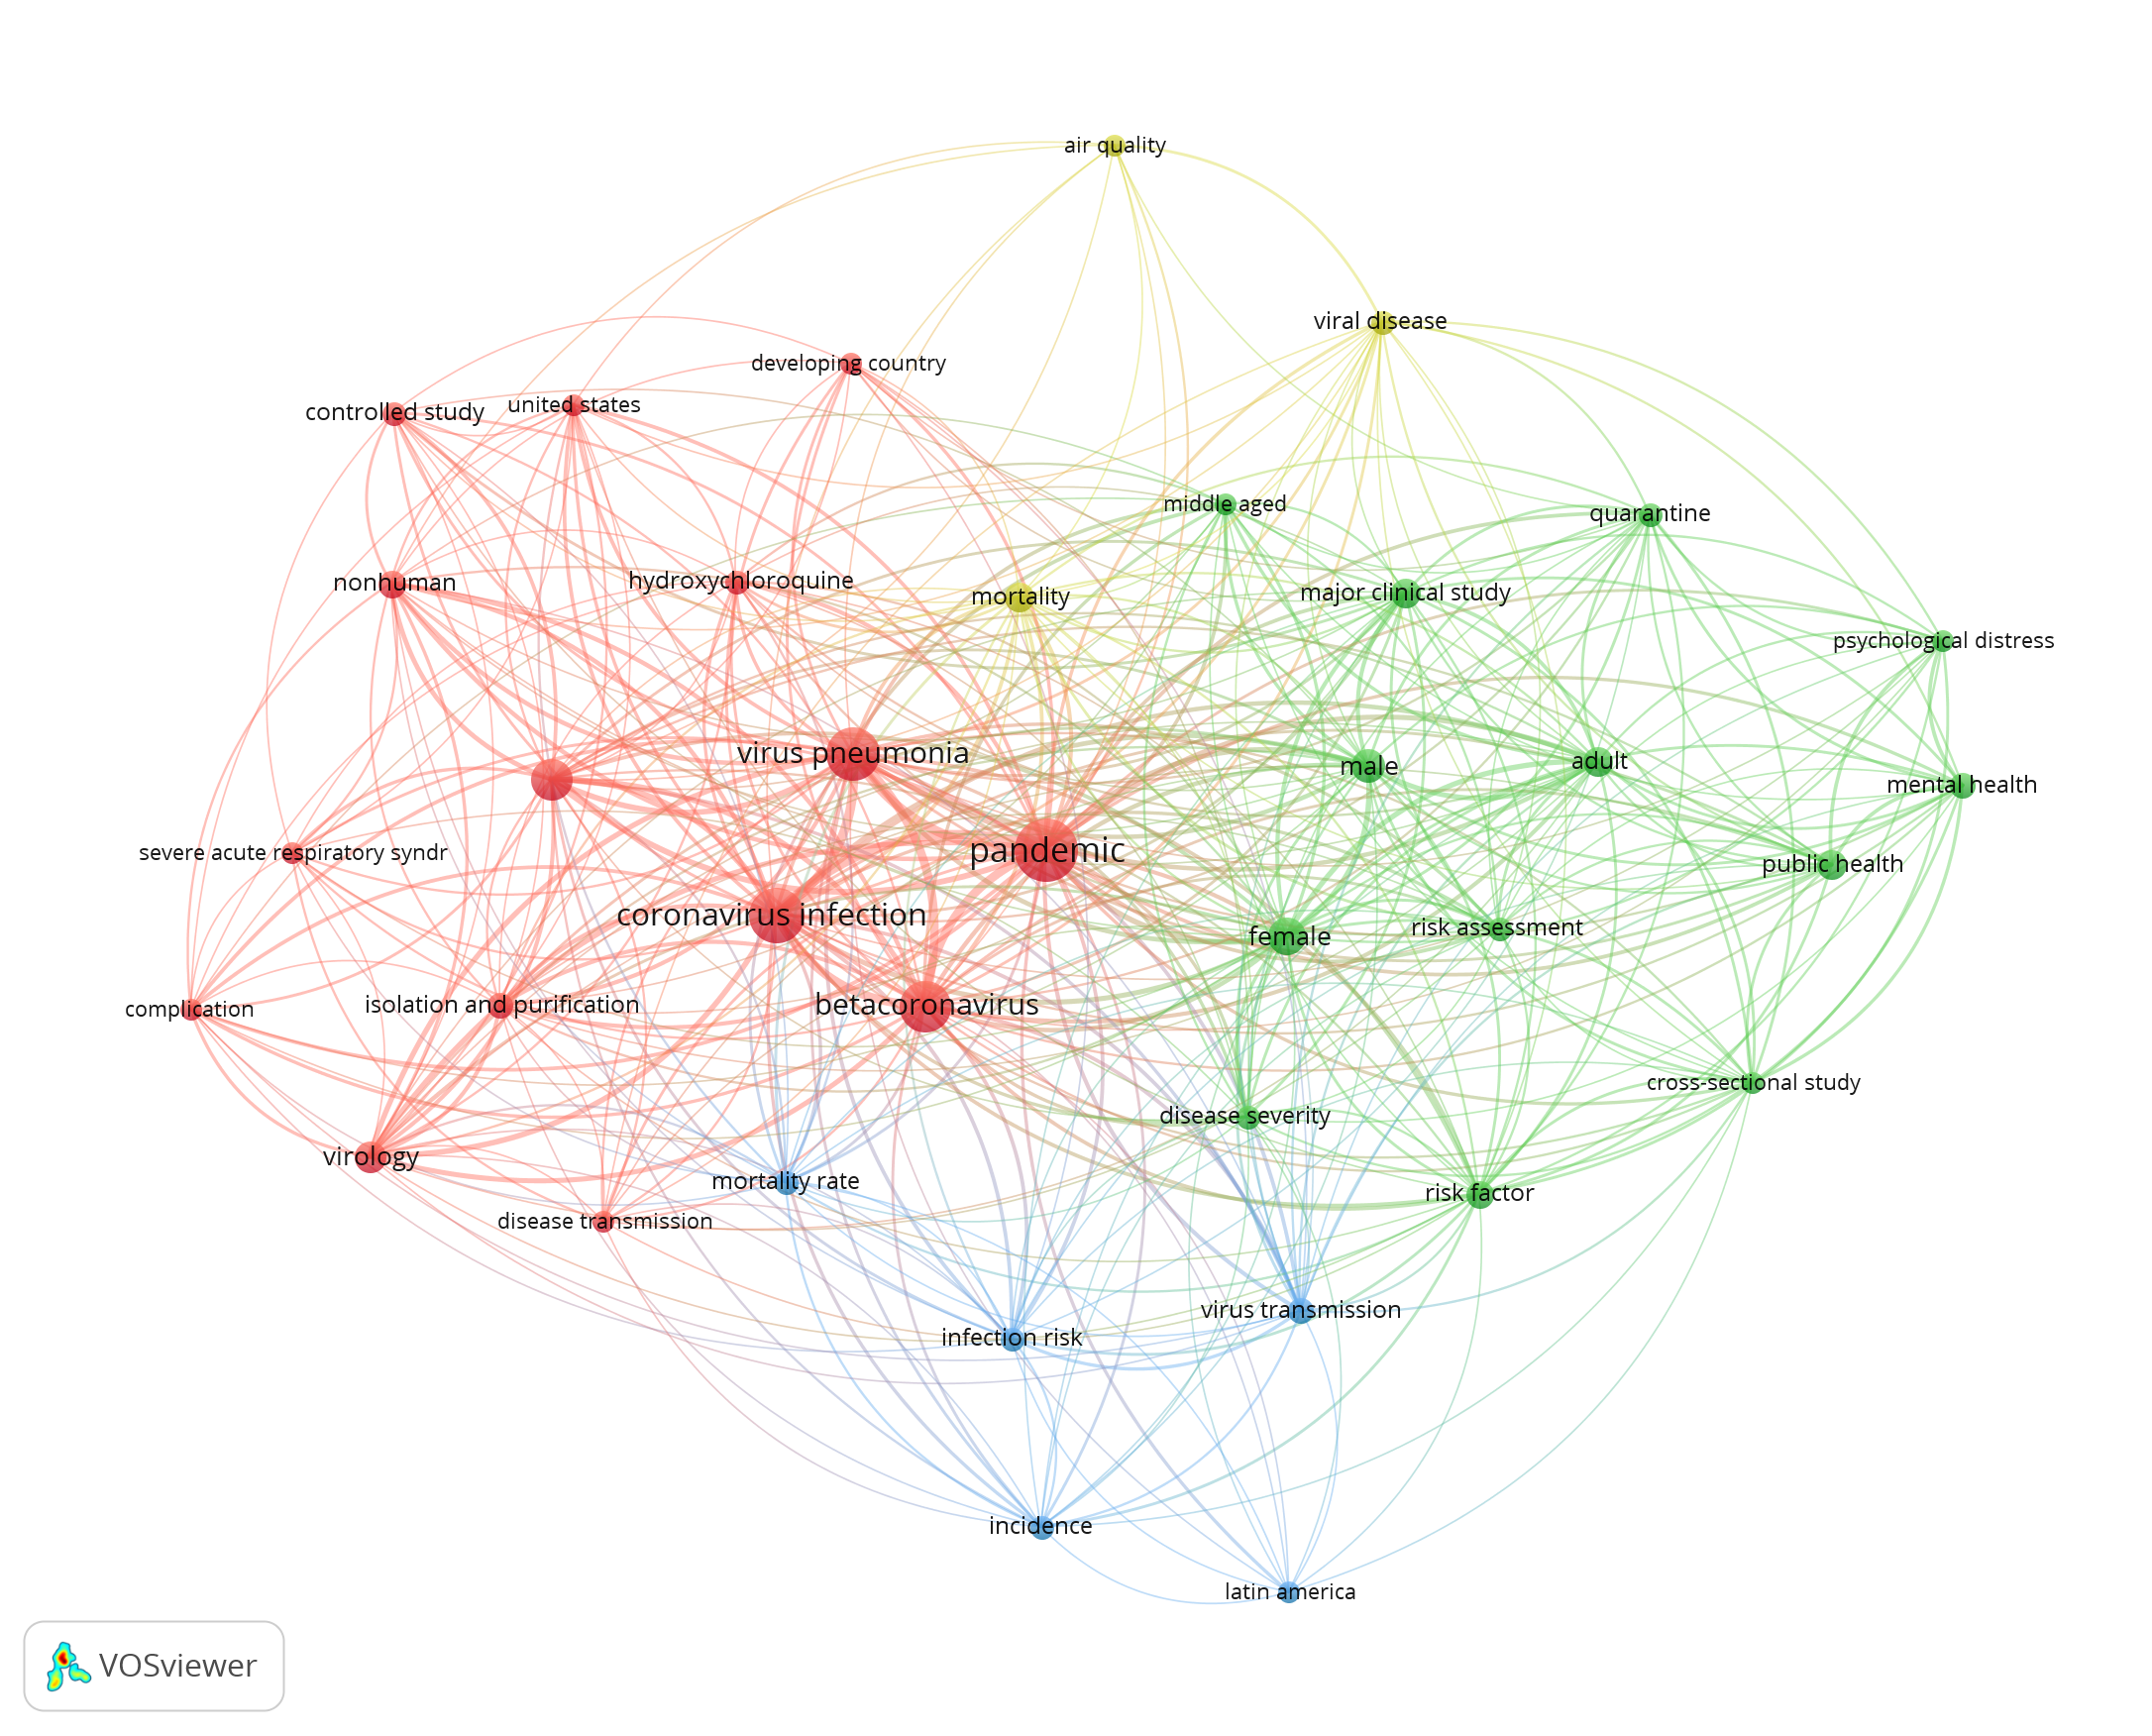 air quality
viral disease
developing country
united states
controlled study
middle aged
quarantine
nonhuman
hydroxychloroquine
mortality
major clinical study
psychological distress
virus pneumonia
male
adult
mental health
severe acute respiratory syndr
pandemic
public health
coronavirus infection
female
risk assessment
complication
isolation and purification
betacoronavirus
cross-sectional study
disease severity
virology
mortality rate
risk factor
disease transmission
virus transmission
infection risk
incidence
latin america
VOSviewer